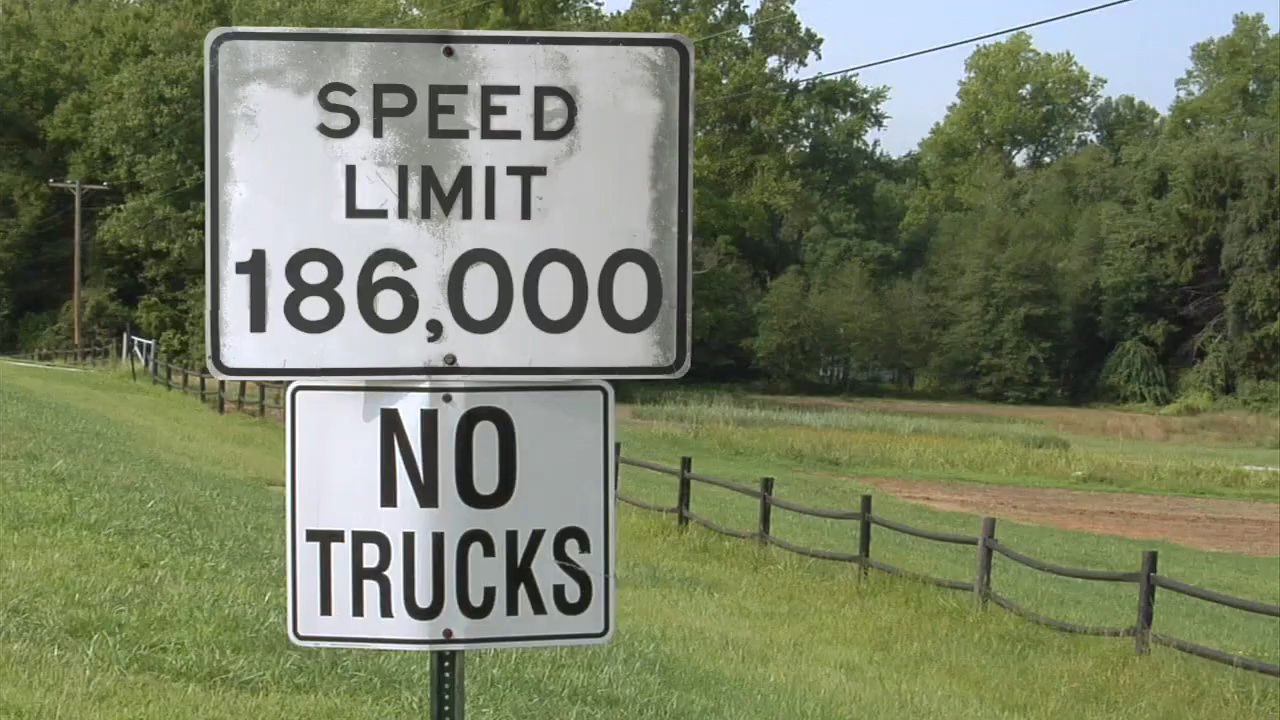 SPEED
LIMIT
186,000
NO
TRUCKS